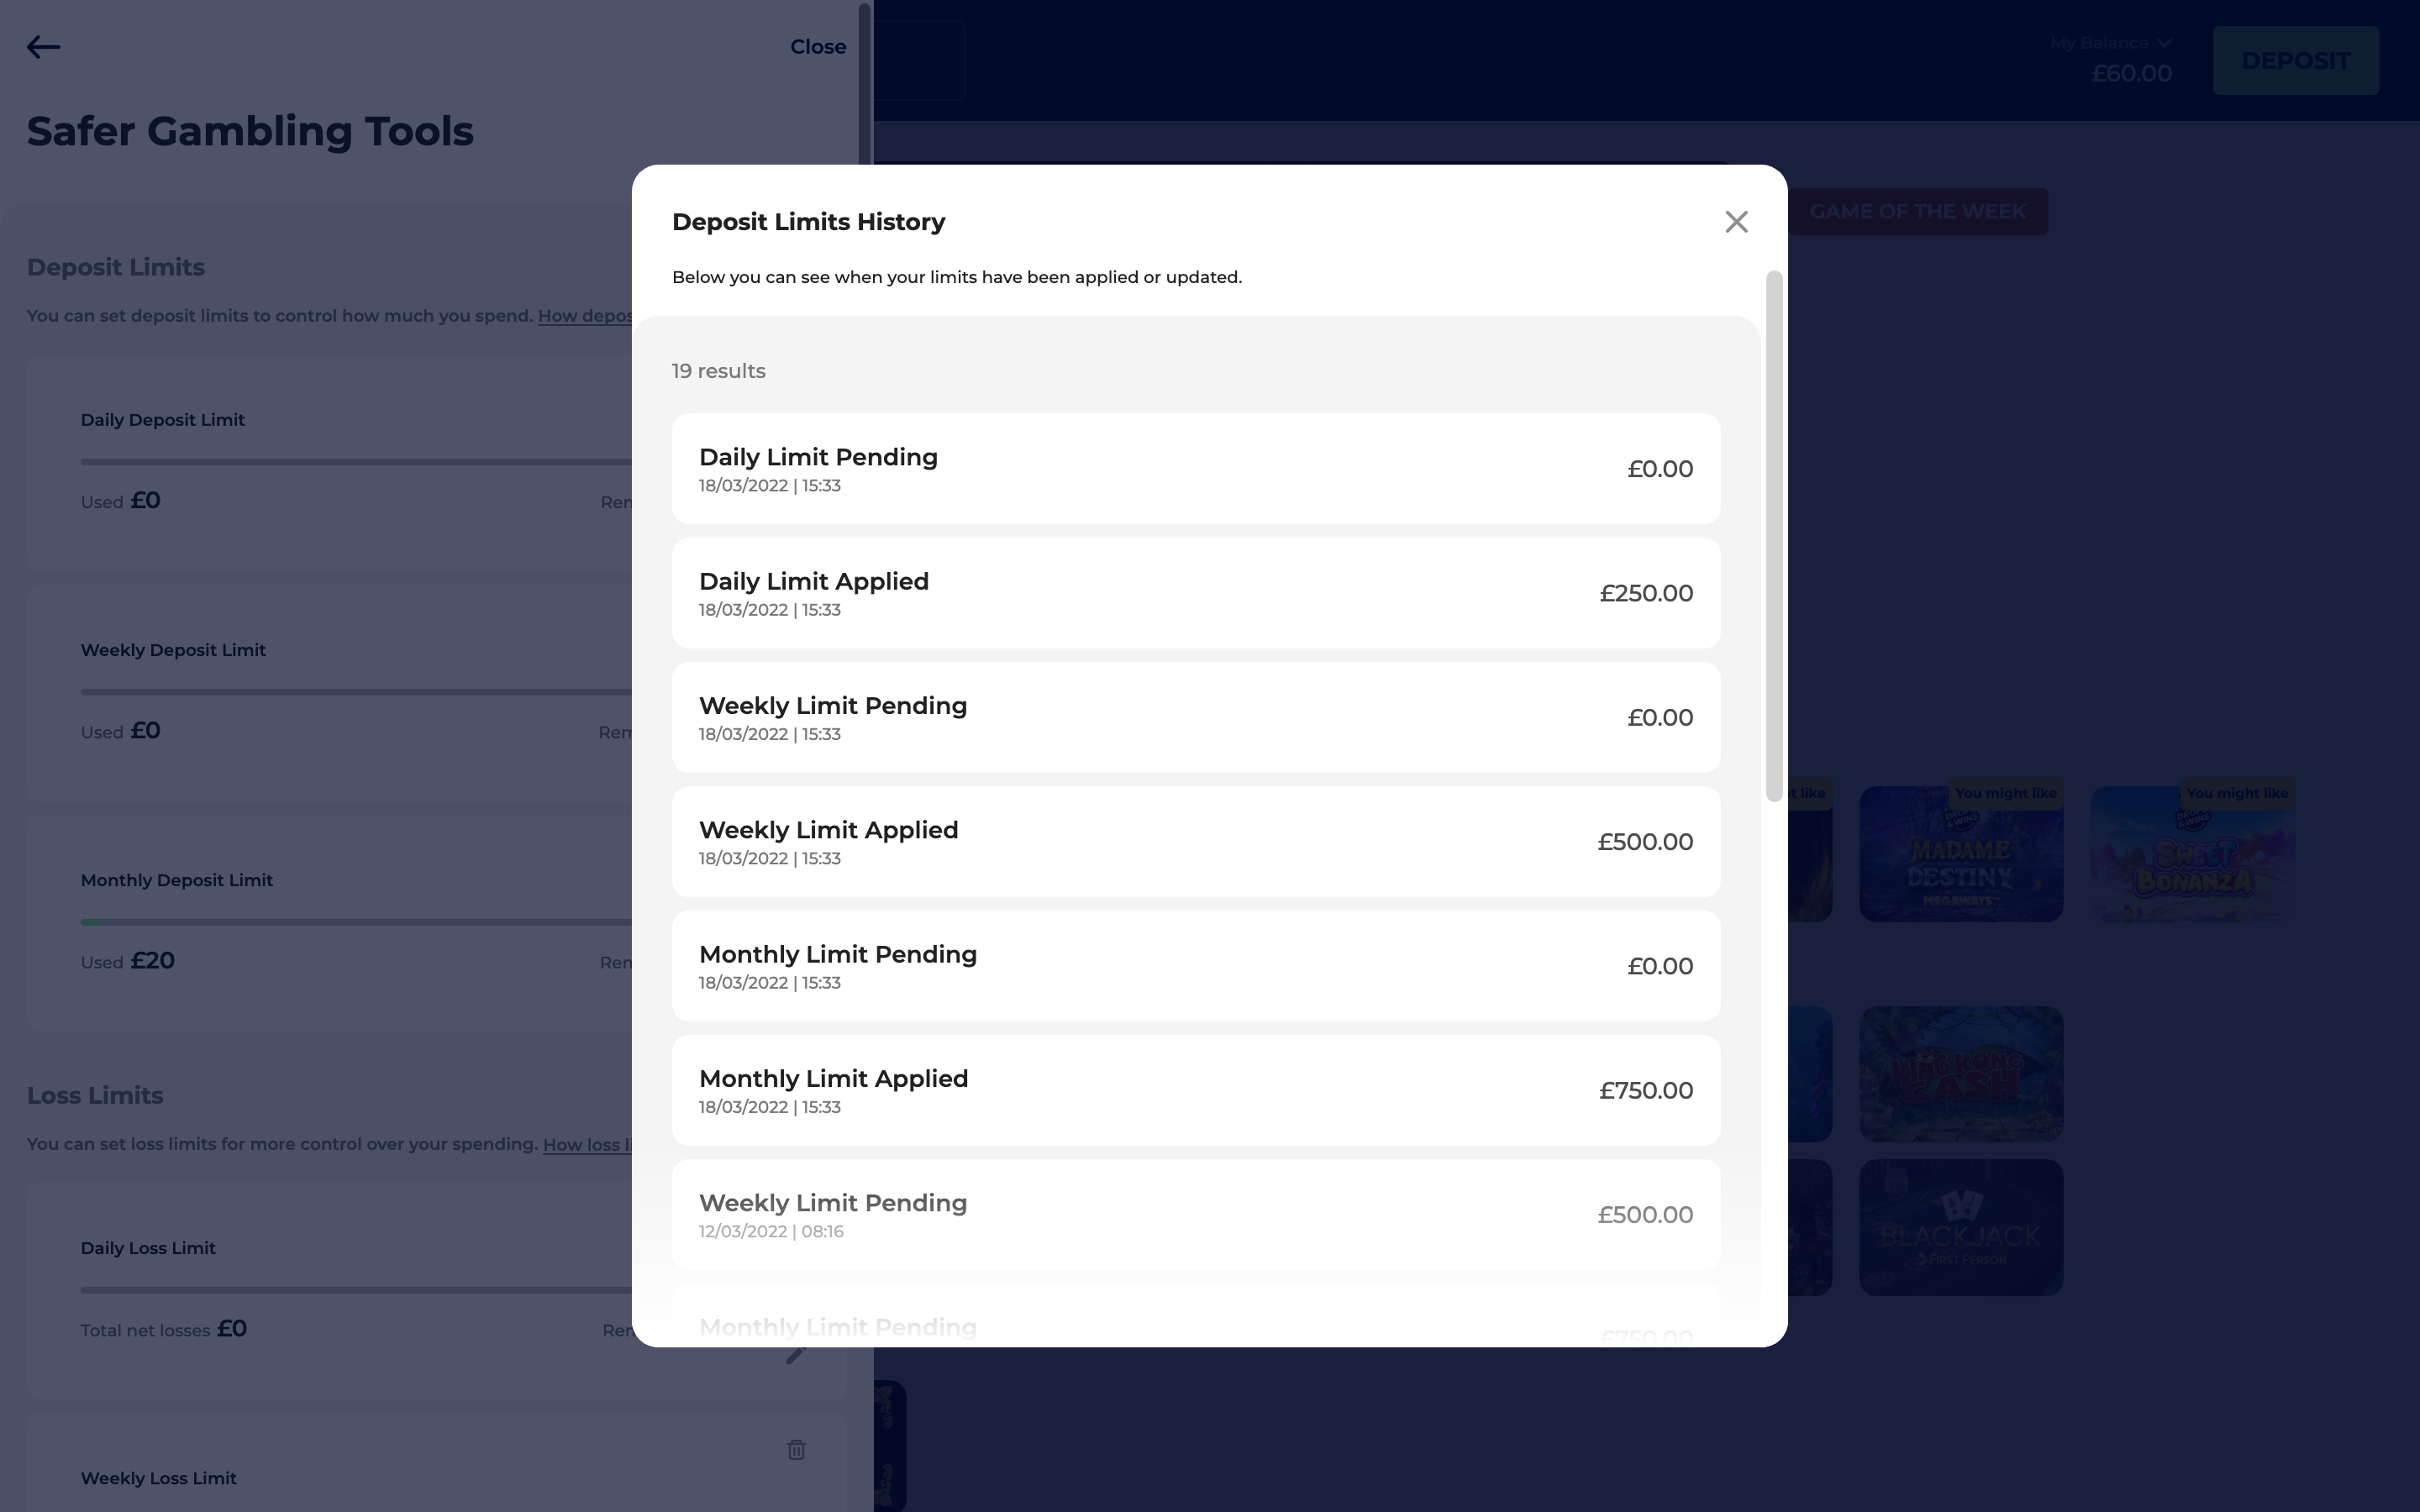 Close
My Balance
£60.00
DEPOSIT
Safer Gambling Tools
GAME OF THE WEEK
Deposit Limits
You can set deposit limits to control how much you spend. How depos
Daily Deposit Limit
Used £0
Weekly Deposit Limit
Used £0
Monthly Deposit Limit
Used £20
Loss Limits
You can set loss limits for more control over your spending. How loss li
Daily Loss Limit
Total net losses £0
Weekly Loss Limit
Deposit Limits History
Below you can see when your limits have been applied or updated.
19 results
Daily Limit Pending
18/03/2022 | 15:33
£0.00
Daily Limit Applied
18/03/2022 | 15:33
£250.00
Weekly Limit Pending
18/03/2022 | 15:33
£0.00
Weekly Limit Applied
18/03/2022 | 15:33
£500.00
Monthly Limit Pending
18/03/2022 | 15:33
£0.00
Monthly Limit Applied
18/03/2022 | 15:33
£750.00
Weekly Limit Pending
12/03/2022 | 08:16
£500.00
Monthly Limit Pending
£750.00
like
You might like
DROPS
&WINS
MADAME
DESTINY
MEGAWAYS
You might like
DROPS
&WINS
SWEET
BONANZA
KING KONG
CASH
BLACKJACK
FIRST PERSON